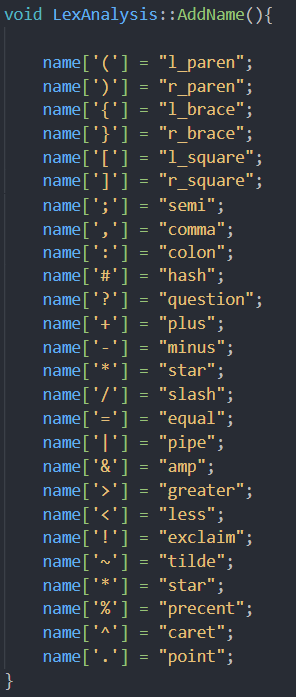 void LexAnalysis::AddName(){
name['('] = "l_paren";
name[')'] = "r_paren";
name['{'] = "l_brace";
name['}'] = "r_brace";
name['['] = "l_square";
name[']'] = "r_square";
name[';'] = "semi";
name[','] = "comma";
name[':'] = "colon";
name['#'] = "hash";
name['?'] = "question";
name['+'] = "plus";
name['-'] = "minus";
name['*'] = "star";
name['/'] = "slash";
name['='] = "equal";
name['|'] = "pipe";
name['&'] = "amp";
name['>'] = "greater";
name['<'] = "less";
name['!'] = "exclaim";
name['~'] = "tilde";
name['*'] = "star";
name['%'] = "precent";
name['^'] = "caret";
name['.'] = "point";
}